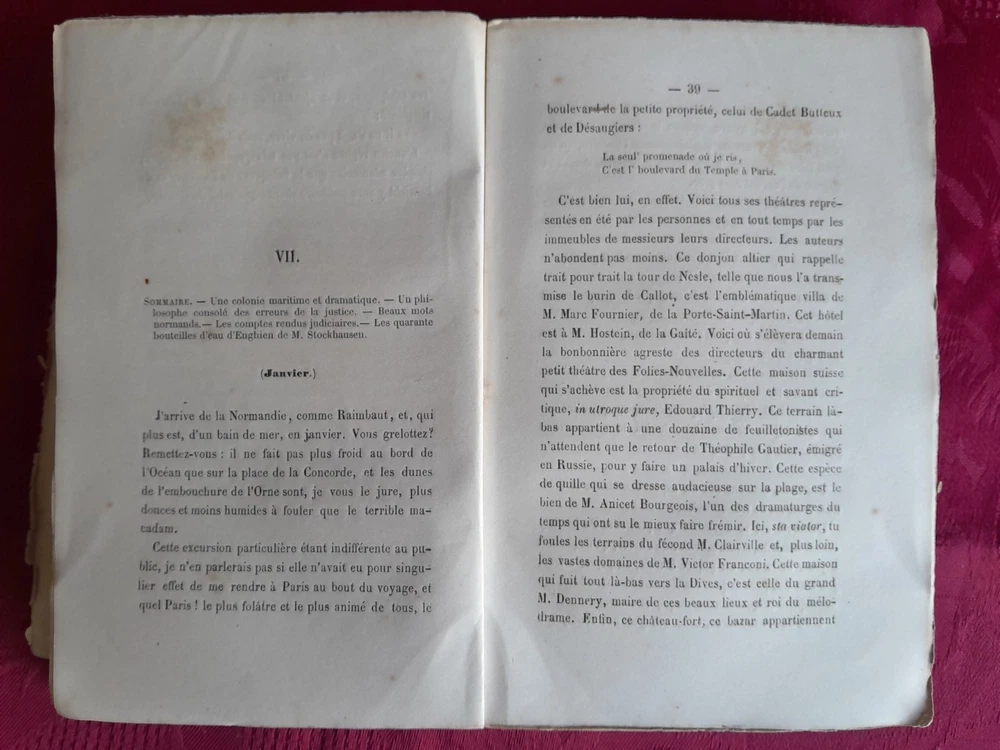 VII.
SOMMAIRE. — Une colonie maritime et dramatique. — Un phi-
losophe consolé des erreurs de la justice. — Beaux mots
normands. — Les comptes rendus judiciaires. — Les quarante
bouteilles d'eau d'Enghien de M. Stockhausen.
(Janvier.)
J'arrive de la Normandie, comme Raimbaut, et, qui
plus est, d'un bain de mer, en janvier. Vous grelottez?
Remettez-vous : il ne fait pas plus froid au bord de
l'Océan que sur la place de la Concorde, et les dunes
de l'embouchure de l'Orne sont, je vous le jure, plus
douces et moins humides à fouler que le terrible ma-
cadam.
Cette excursion particulière étant indifférente au pu-
blic, je n'en parlerais pas si elle n'avait eu pour singu-
lier effet de me rendre à Paris au bout du voyage, et
quel Paris ! le plus folâtre et le plus animé de tous, le
— 39 —
boulevard de la petite propriété, celui de Cadet Butteux
et de Désaugiers :
La seul' promenade où je ris,
C'est l' boulevard du Temple à Paris.
C'est bien lui, en effet. Voici tous ses théâtres repré-
sentés en été par les personnes et en tout temps par les
immeubles de messieurs leurs directeurs. Les auteurs
n'abondent pas moins. Ce donjon altier qui rappelle
trait pour trait la tour de Nesle, telle que nous l'a trans-
mise le burin de Callot, c'est l'emblématique villa de
M. Marc Fournier, de la Porte-Saint-Martin. Cet hôtel
est à M. Hostein, de la Gaîté. Voici où s'élèvera demain
la bonbonnière agreste des directeurs du charmant
petit théâtre des Folies-Nouvelles. Cette maison suisse
qui s'achève est la propriété du spirituel et savant cri-
tique, in utroque jure, Edouard Thierry. Ce terrain là-
bas appartient à une douzaine de feuilletonistes qui
n'attendent que le retour de Théophile Gautier, émigré
en Russie, pour y faire un palais d'hiver. Cette espèce
de quille qui se dresse audacieuse sur la plage, est le
bien de M. Anicet Bourgeois, l'un des dramaturges du
temps qui ont su le mieux faire frémir. Ici, sta viator, tu
foules les terrains du fécond M. Clairville et, plus loin,
les vastes domaines de M. Victor Franconi. Cette maison
qui fuit tout là-bas vers la Dives, c'est celle du grand
M. Dennery, maire de ces beaux lieux et roi du mélo-
drame. Enfin, ce château-fort, ce bazar appartiennent